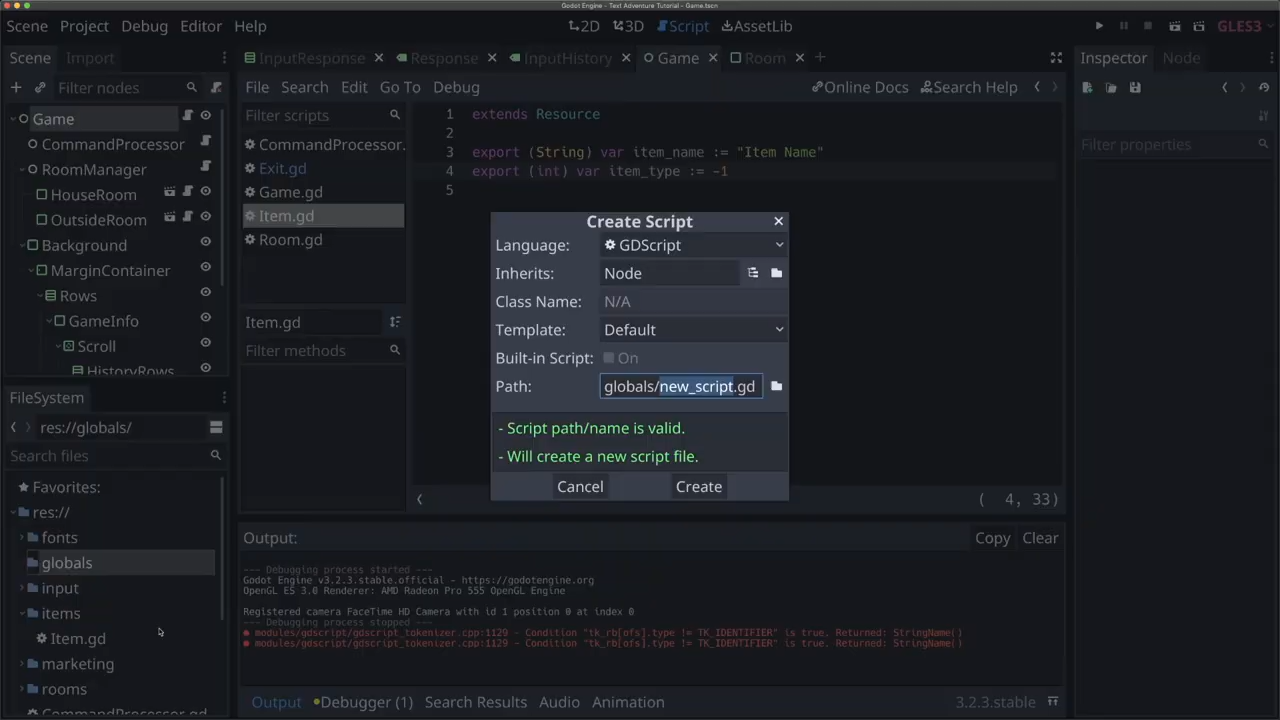 Godot Engine - Text Adventure Tutorial - Game.tscn
Scene Project Debug Editor Help 2D 3D Script AssetLib GLES3
Scene Import
Filter nodes
Game
CommandProcessor
RoomManager
HouseRoom
OutsideRoom
Background
MarginContainer
Rows
GameInfo
Scroll
HistoryRows
FileSystem
res://globals/
Search files
Favorites:
res://
fonts
globals
input
items
Item.gd
marketing
rooms
CommandProcessor.gd
InputResponse Response InputHistory Game Room
File Search Edit Go To Debug Online Docs Search Help
Filter scripts
CommandProcessor.
Exit.gd
Game.gd
Item.gd
Room.gd
Item.gd
Filter methods
1 extends Resource
2
3 export (String) var item_name := "Item Name"
4 export (int) var item_type := -1
5
( 4, 33)
Create Script
Language: GDScript
Inherits: Node
Class Name: N/A
Template: Default
Built-in Script: On
Path: globals/new_script.gd
- Script path/name is valid.
- Will create a new script file.
Cancel Create
Output: Copy Clear
--- Debugging process started ---
Godot Engine v3.2.3.stable.official - https://godotengine.org
OpenGL ES 3.0 Renderer: AMD Radeon Pro 555 OpenGL Engine
Registered camera FaceTime HD Camera with id 1 position 0 at index 0
--- Debugging process stopped ---
modules/gdscript/gdscript_tokenizer.cpp:1129 - Condition "tk_rb[ofs].type != TK_IDENTIFIER" is true. Returned: StringName()
modules/gdscript/gdscript_tokenizer.cpp:1129 - Condition "tk_rb[ofs].type != TK_IDENTIFIER" is true. Returned: StringName()
Output Debugger (1) Search Results Audio Animation 3.2.3.stable
Inspector Node
Filter properties